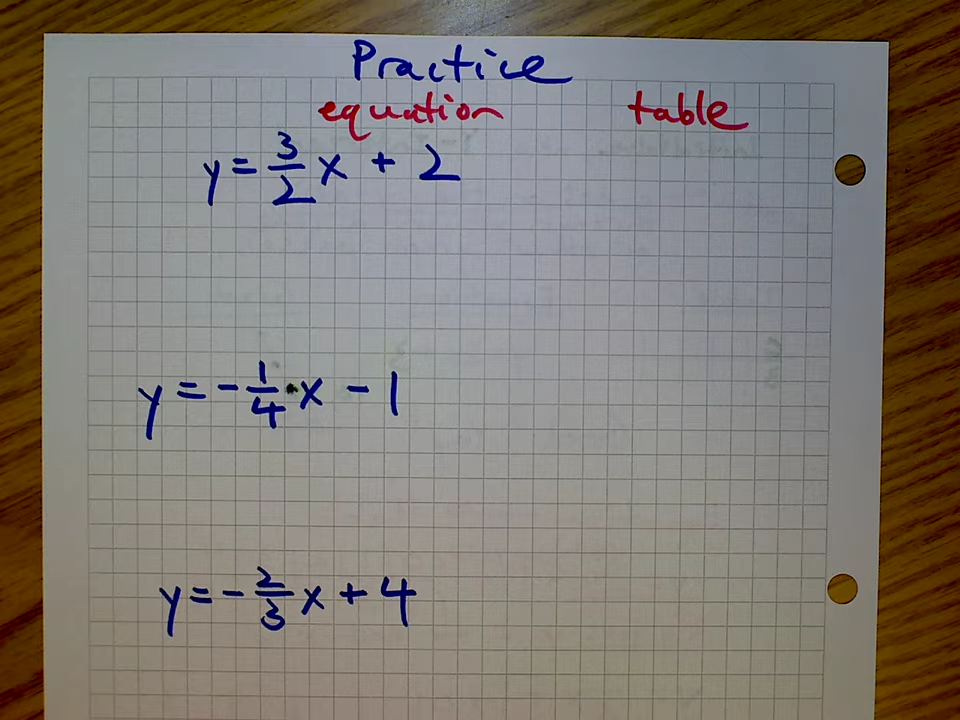 Practice
equation table
y = 3/2 x + 2
y = - 1/4 · x - 1
y = - 2/3 x + 4